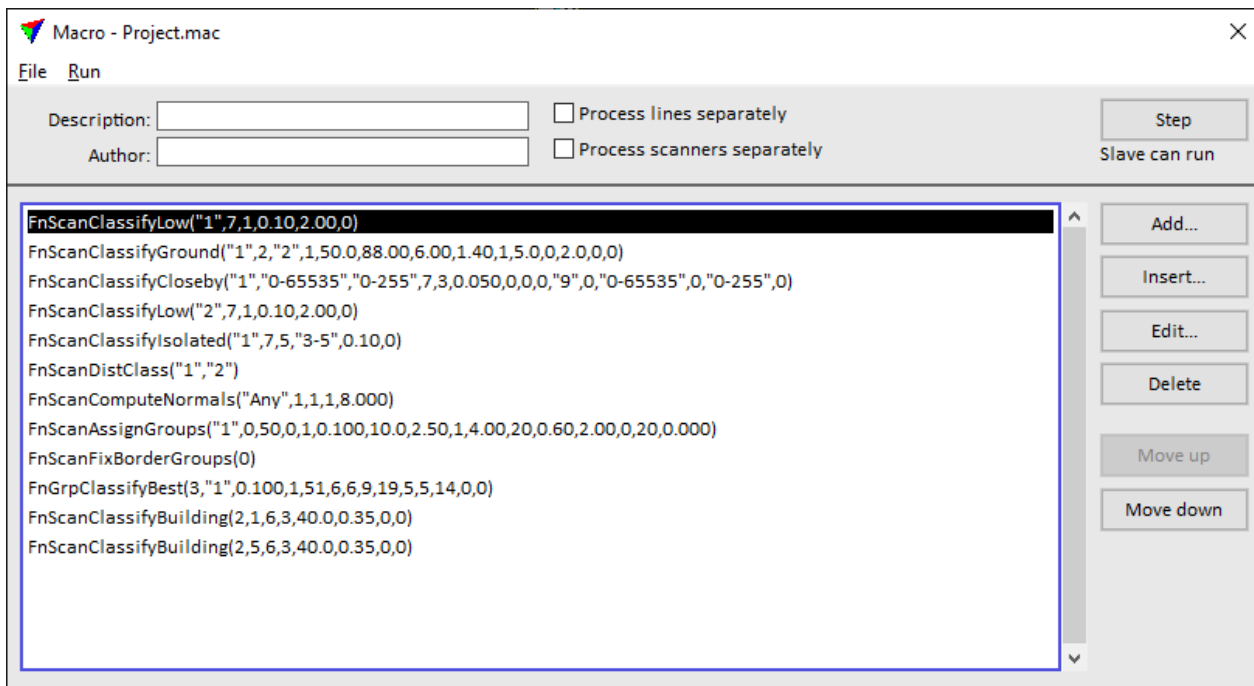 Macro - Project.mac
File Run
Description:
Process lines separately
Step
Author:
Process scanners separately
Slave can run
FnScanClassifyLow("1",7,1,0.10,2.00,0)
FnScanClassifyGround("1",2,"2",1,50.0,88.00,6.00,1.40,1,5.0,0,2.0,0,0)
FnScanClassifyCloseby("1","0-65535","0-255",7,3,0.050,0,0,0,"9",0,"0-65535",0,"0-255",0)
FnScanClassifyLow("2",7,1,0.10,2.00,0)
FnScanClassifyIsolated("1",7,5,"3-5",0.10,0)
FnScanDistClass("1","2")
FnScanComputeNormals("Any",1,1,1,8.000)
FnScanAssignGroups("1",0,50,0,1,0.100,10.0,2.50,1,4.00,20,0.60,2.00,0,20,0.000)
FnScanFixBorderGroups(0)
FnGrpClassifyBest(3,"1",0.100,1,51,6,6,9,19,5,5,14,0,0)
FnScanClassifyBuilding(2,1,6,3,40.0,0.35,0,0)
FnScanClassifyBuilding(2,5,6,3,40.0,0.35,0,0)
Add...
Insert...
Edit...
Delete
Move up
Move down